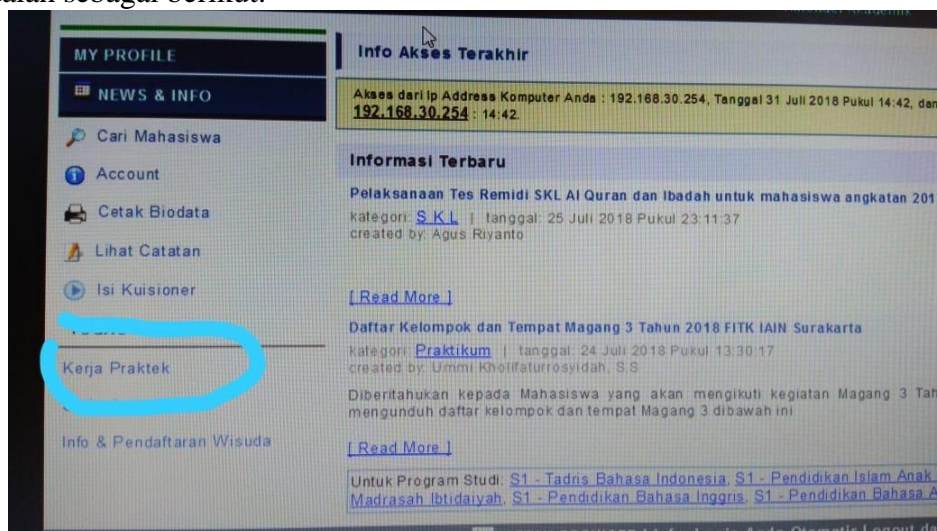 adalah sebagai berikut:
Akademik
MY PROFILE
NEWS & INFO
Cari Mahasiswa
Account
Cetak Biodata
Lihat Catatan
Isi Kuisioner
Kerja Praktek
Info & Pendaftaran Wisuda
Info Akses Terakhir
Akses dari Ip Address Komputer Anda : 192.168.30.254, Tanggal 31 Juli 2018 Pukul 14:42, dan
192.168.30.254 : 14:42.
Informasi Terbaru
Pelaksanaan Tes Remidi SKL Al Quran dan Ibadah untuk mahasiswa angkatan 201
kategori: S K L | tanggal: 25 Juli 2018 Pukul 23:11:37
created by: Agus Riyanto
[ Read More ]
Daftar Kelompok dan Tempat Magang 3 Tahun 2018 FITK IAIN Surakarta
kategori: Praktikum | tanggal: 24 Juli 2018 Pukul 13:30:17
created by: Ummi Kholifaturrosyidah, S.S
Diberitahukan kepada Mahasiswa yang akan mengikuti kegiatan Magang 3 Tah
mengunduh daftar kelompok dan tempat Magang 3 dibawah ini
[ Read More ]
Untuk Program Studi: S1 - Tadris Bahasa Indonesia, S1 - Pendidikan Islam Anak
Madrasah Ibtidaiyah, S1 - Pendidikan Bahasa Inggris, S1 - Pendidikan Bahasa A
Anda Otomatis Logout